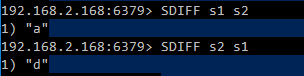 192.168.2.168:6379> SDIFF s1 s2
1) "a"
192.168.2.168:6379> SDIFF s2 s1
1) "d"